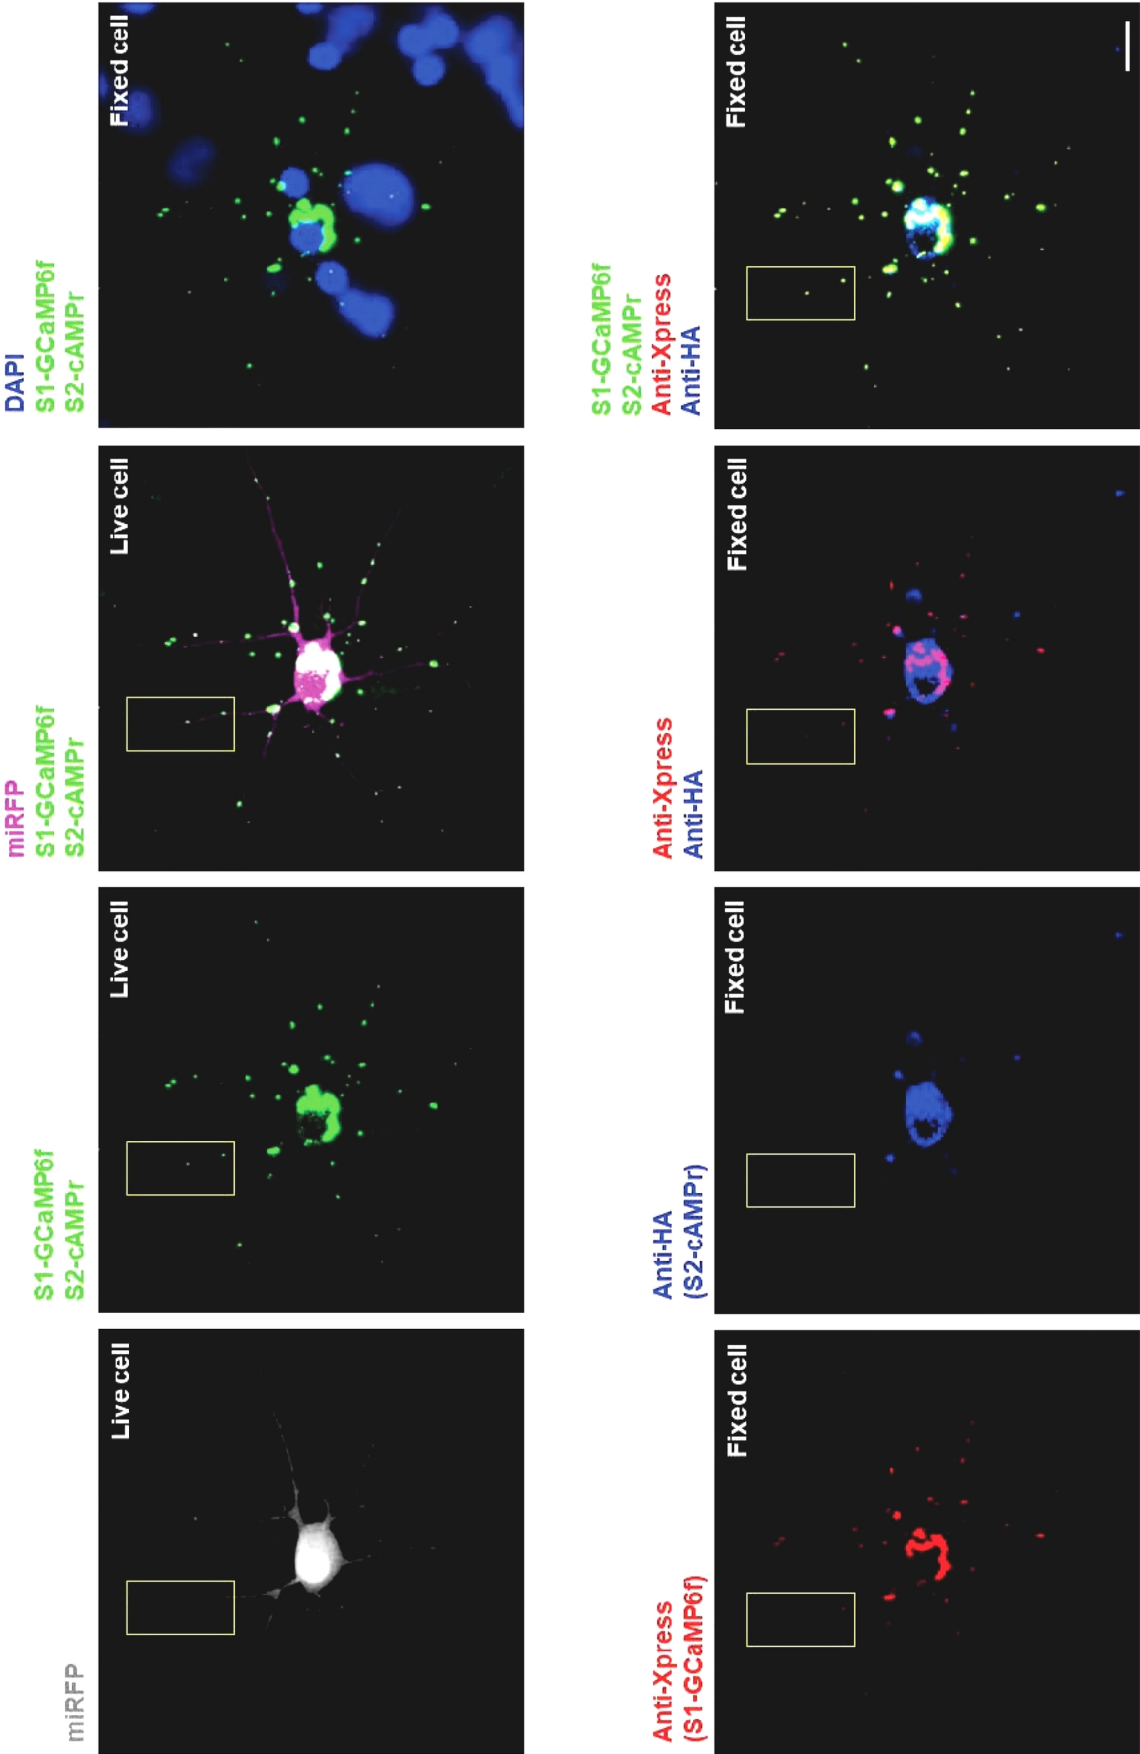 miRFP
Live cell
S1-GCaMP6f
S2-cAMPr
Live cell
miRFP
S1-GCaMP6f
S2-cAMPr
Live cell
DAPI
S1-GCaMP6f
S2-cAMPr
Fixed cell
Anti-Xpress
(S1-GCaMP6f)
Fixed cell
Anti-HA
(S2-cAMPr)
Fixed cell
Anti-Xpress
Anti-HA
Fixed cell
S1-GCaMP6f
S2-cAMPr
Anti-Xpress
Anti-HA
Fixed cell